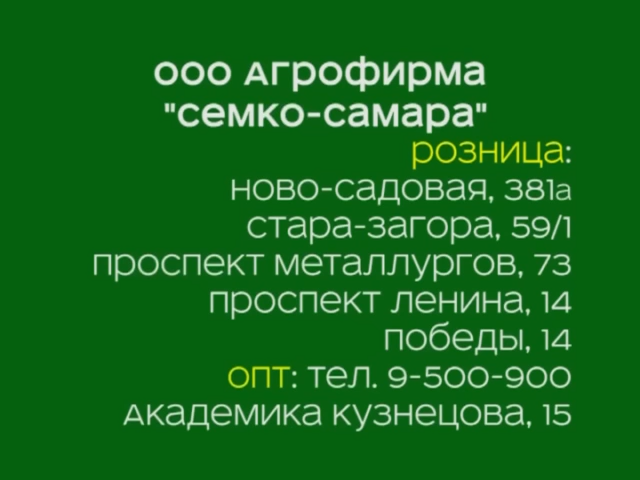 ООО Агрофирма
"семко-самара"
розница:
ново-садовая, 381а
стара-загора, 59/1
проспект металлургов, 73
проспект ленина, 14
победы, 14
опт: тел. 9-500-900
Академика кузнецова, 15